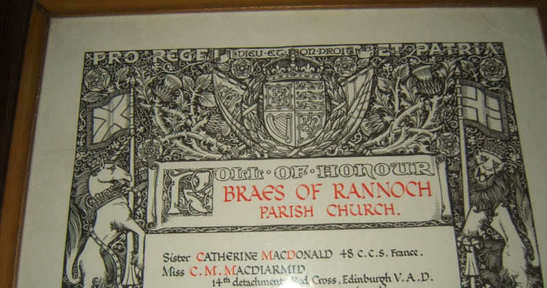 PRO·REGE
DIEU·ET·MON·DROIT
ET·PATRIA
ROLL·OF·HONOUR
BRAES OF RANNOCH
PARISH CHURCH.
Sister CATHERINE MACDONALD 48 C.C.S. France.
Miss C.M. MACDIARMID
14th detachment Red Cross, Edinburgh V.A.D.